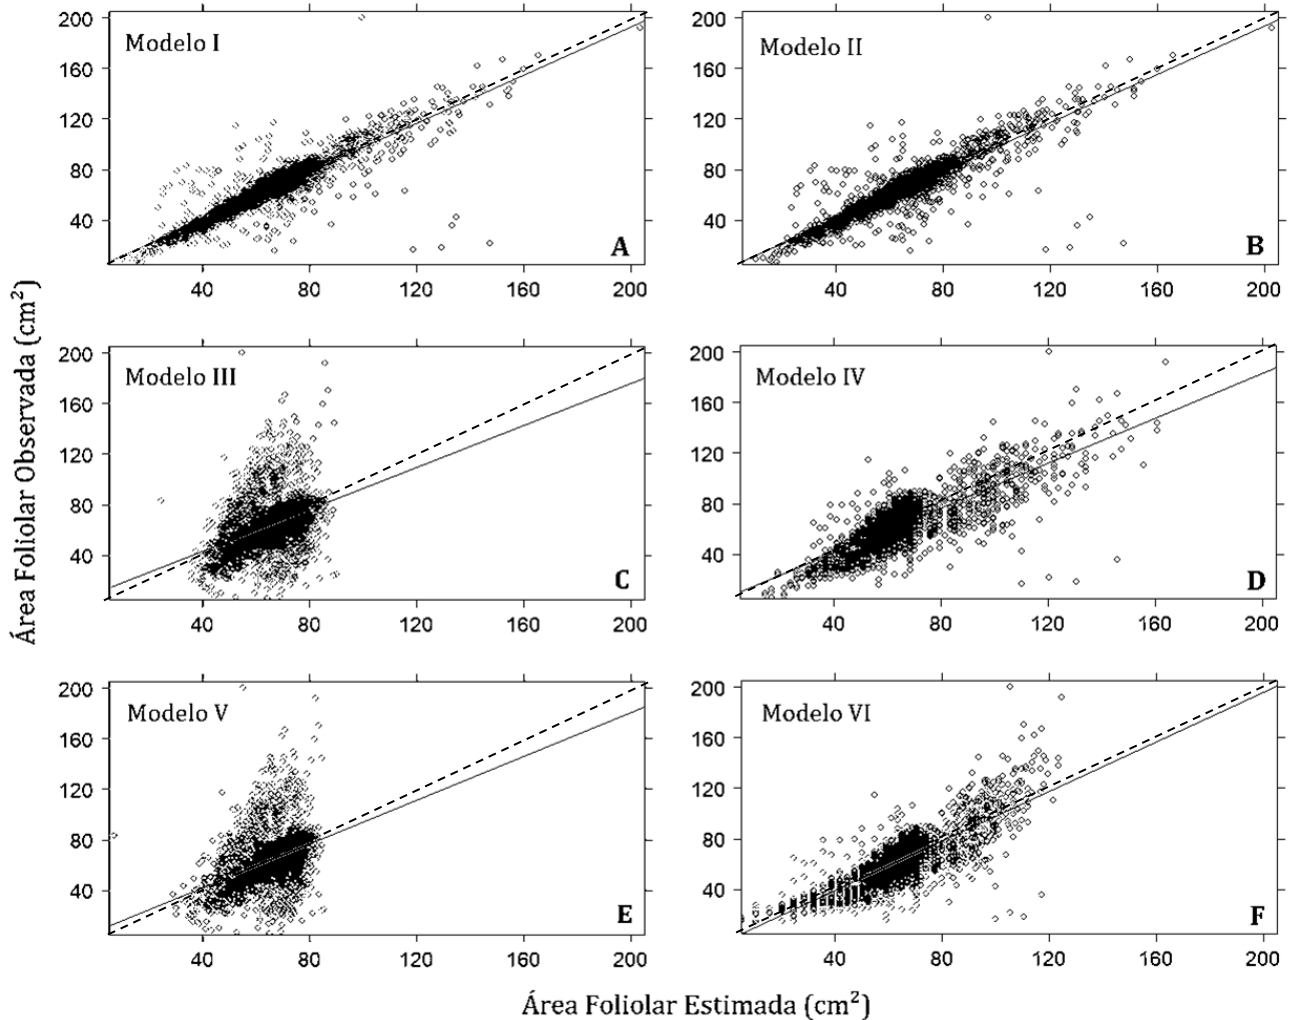 Modelo I
200
160
120
80
40
A
40 80 120 160 200
Modelo II
200
160
120
80
40
B
40 80 120 160 200
Modelo III
200
160
120
80
40
C
40 80 120 160 200
Modelo IV
200
160
120
80
40
D
40 80 120 160 200
Modelo V
200
160
120
80
40
E
40 80 120 160 200
Modelo VI
200
160
120
80
40
F
40 80 120 160 200
Área Foliolar Observada (cm²)
Área Foliolar Estimada (cm²)